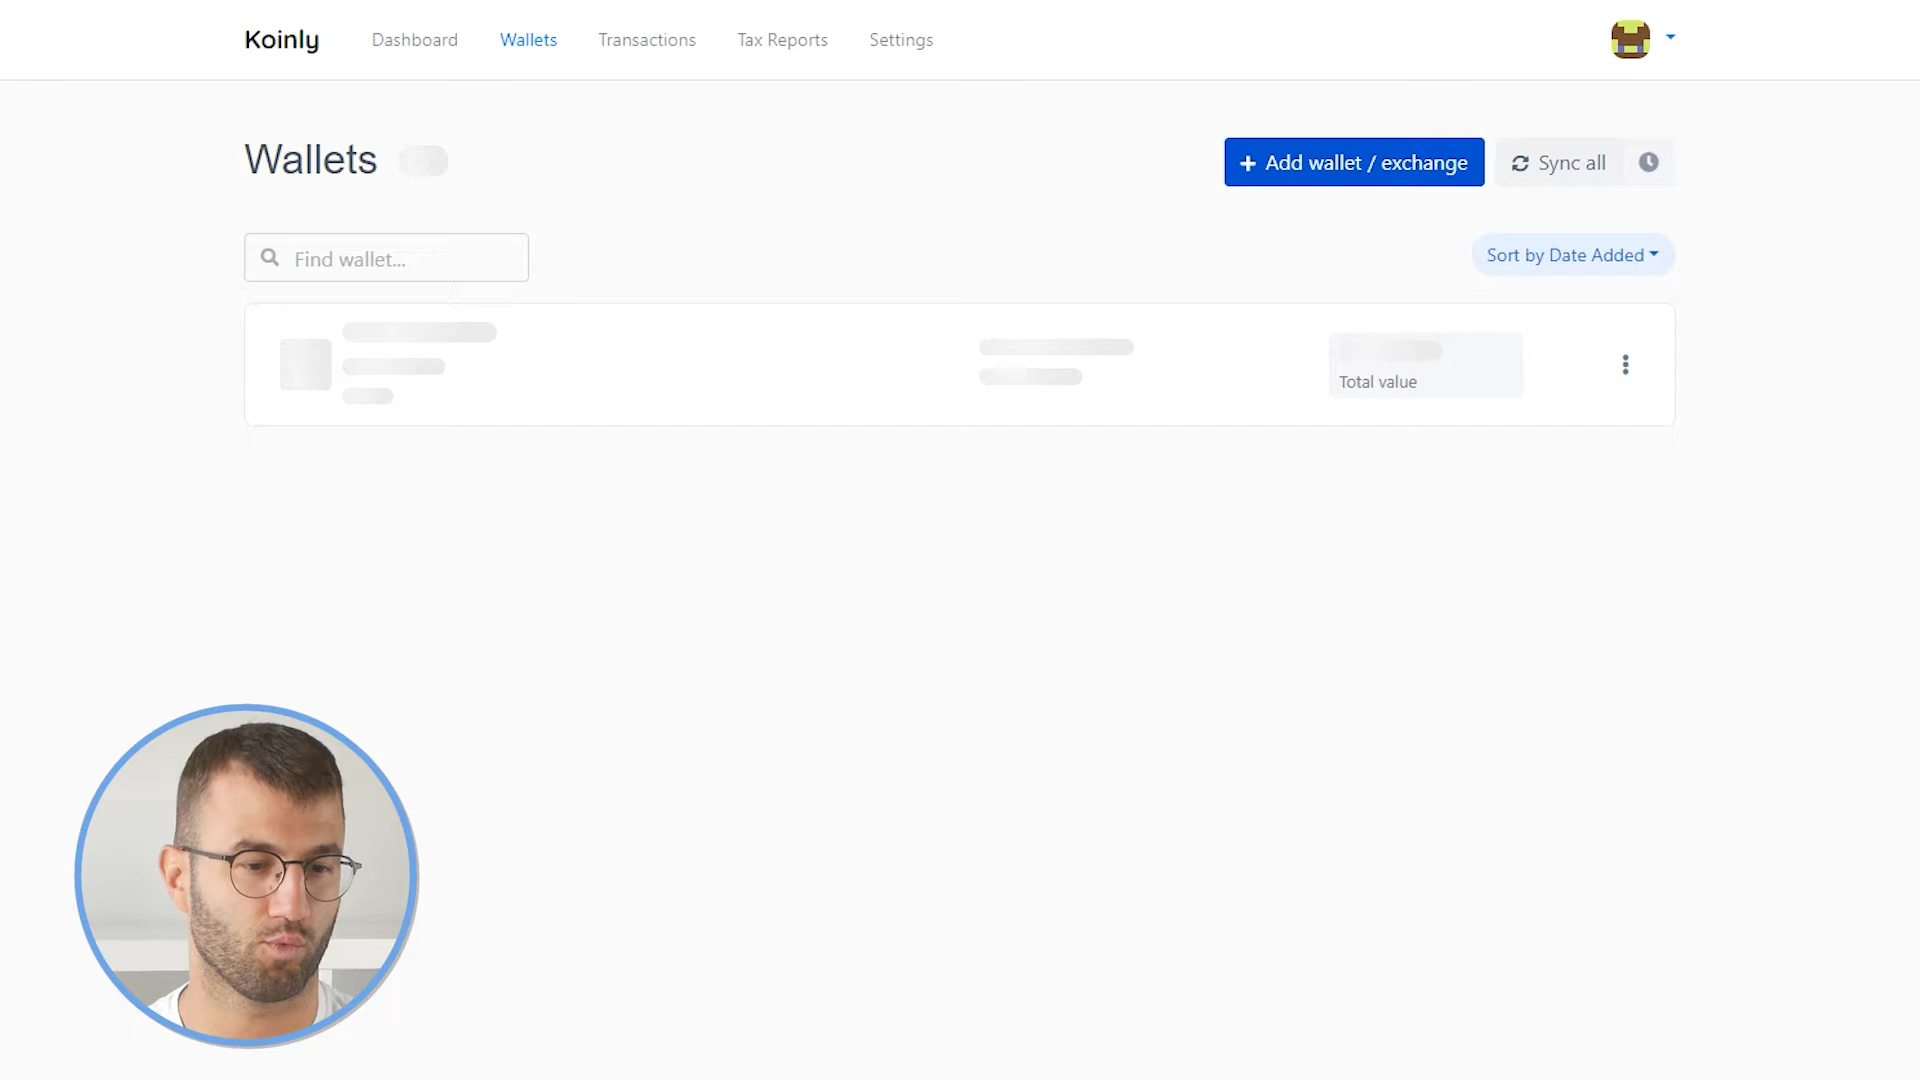 Koinly
Dashboard
Wallets
Transactions
Tax Reports
Settings
Wallets
Add wallet / exchange
Sync all
Find wallet...
Sort by Date Added
Total value